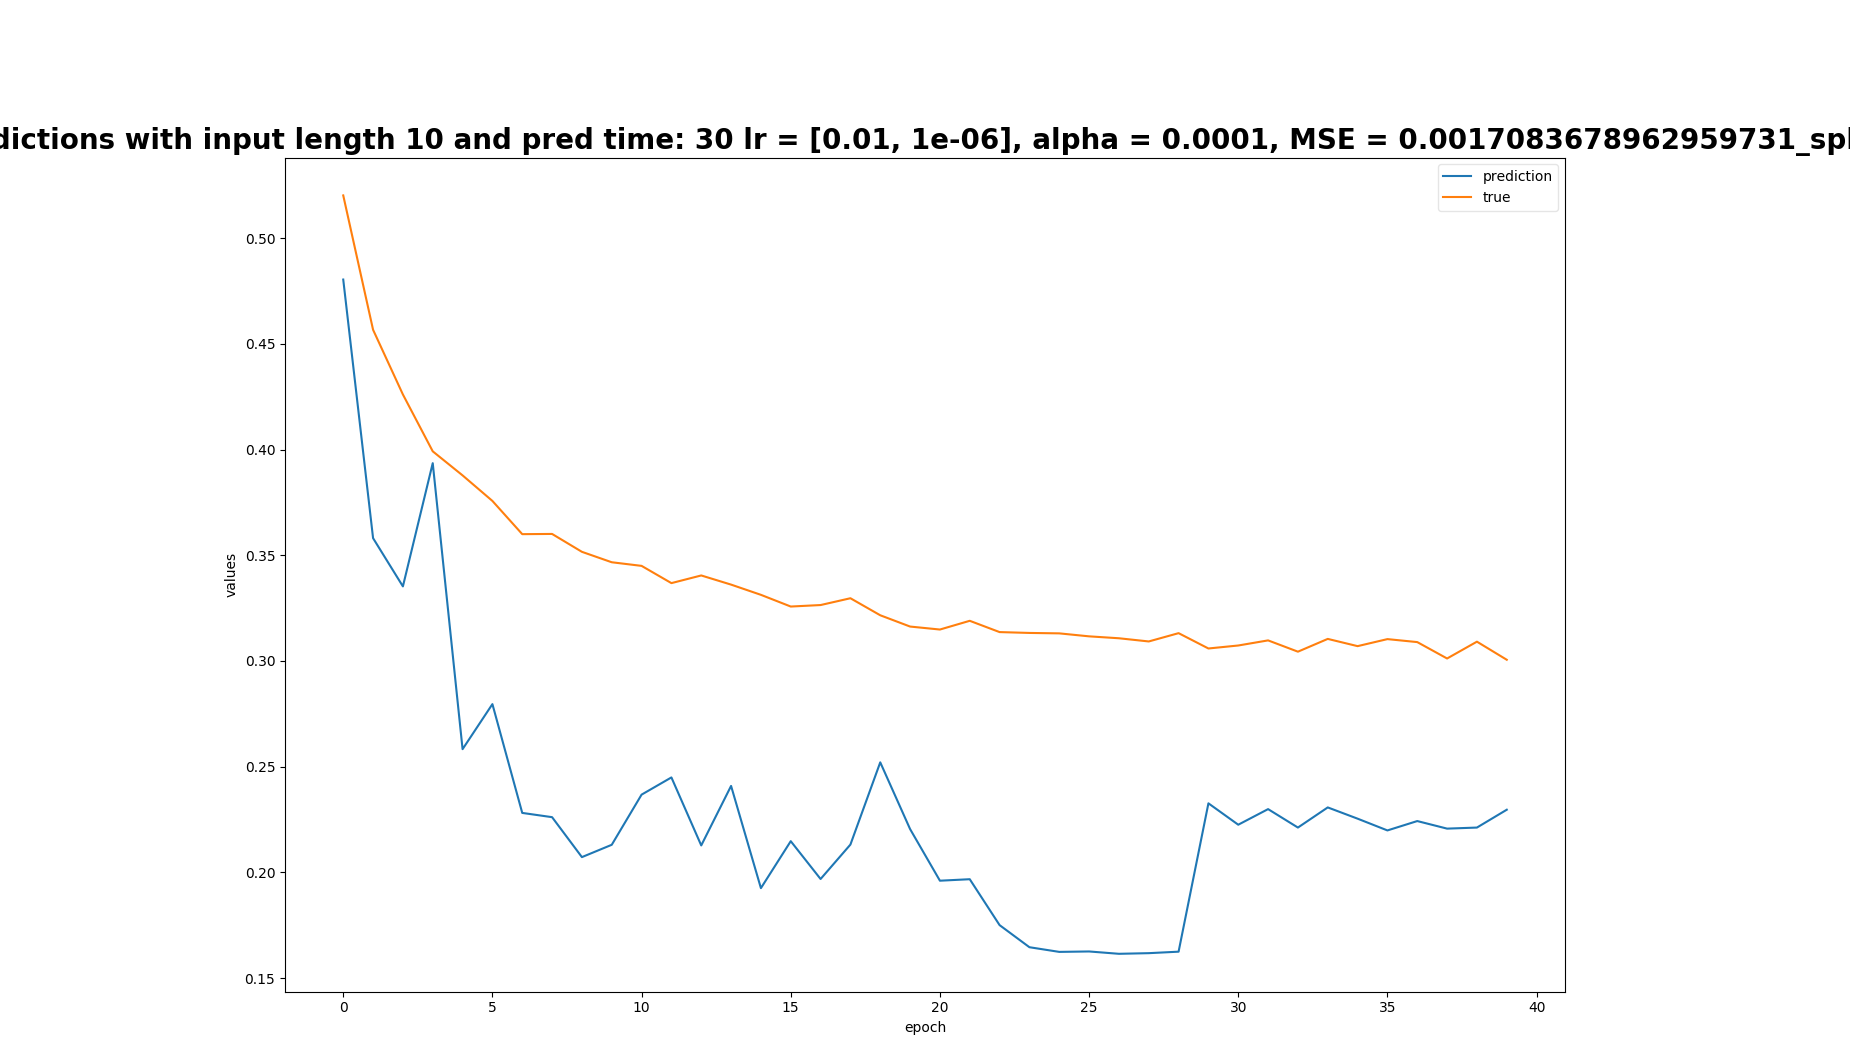 dictions with input length 10 and pred time: 30 lr = [0.01, 1e-06], alpha = 0.0001, MSE = 0.0017083678962959731_spl
prediction
true
0.50
0.45
0.40
0.35
0.30
0.25
0.20
0.15
values
0 5 10 15 20 25 30 35 40
epoch